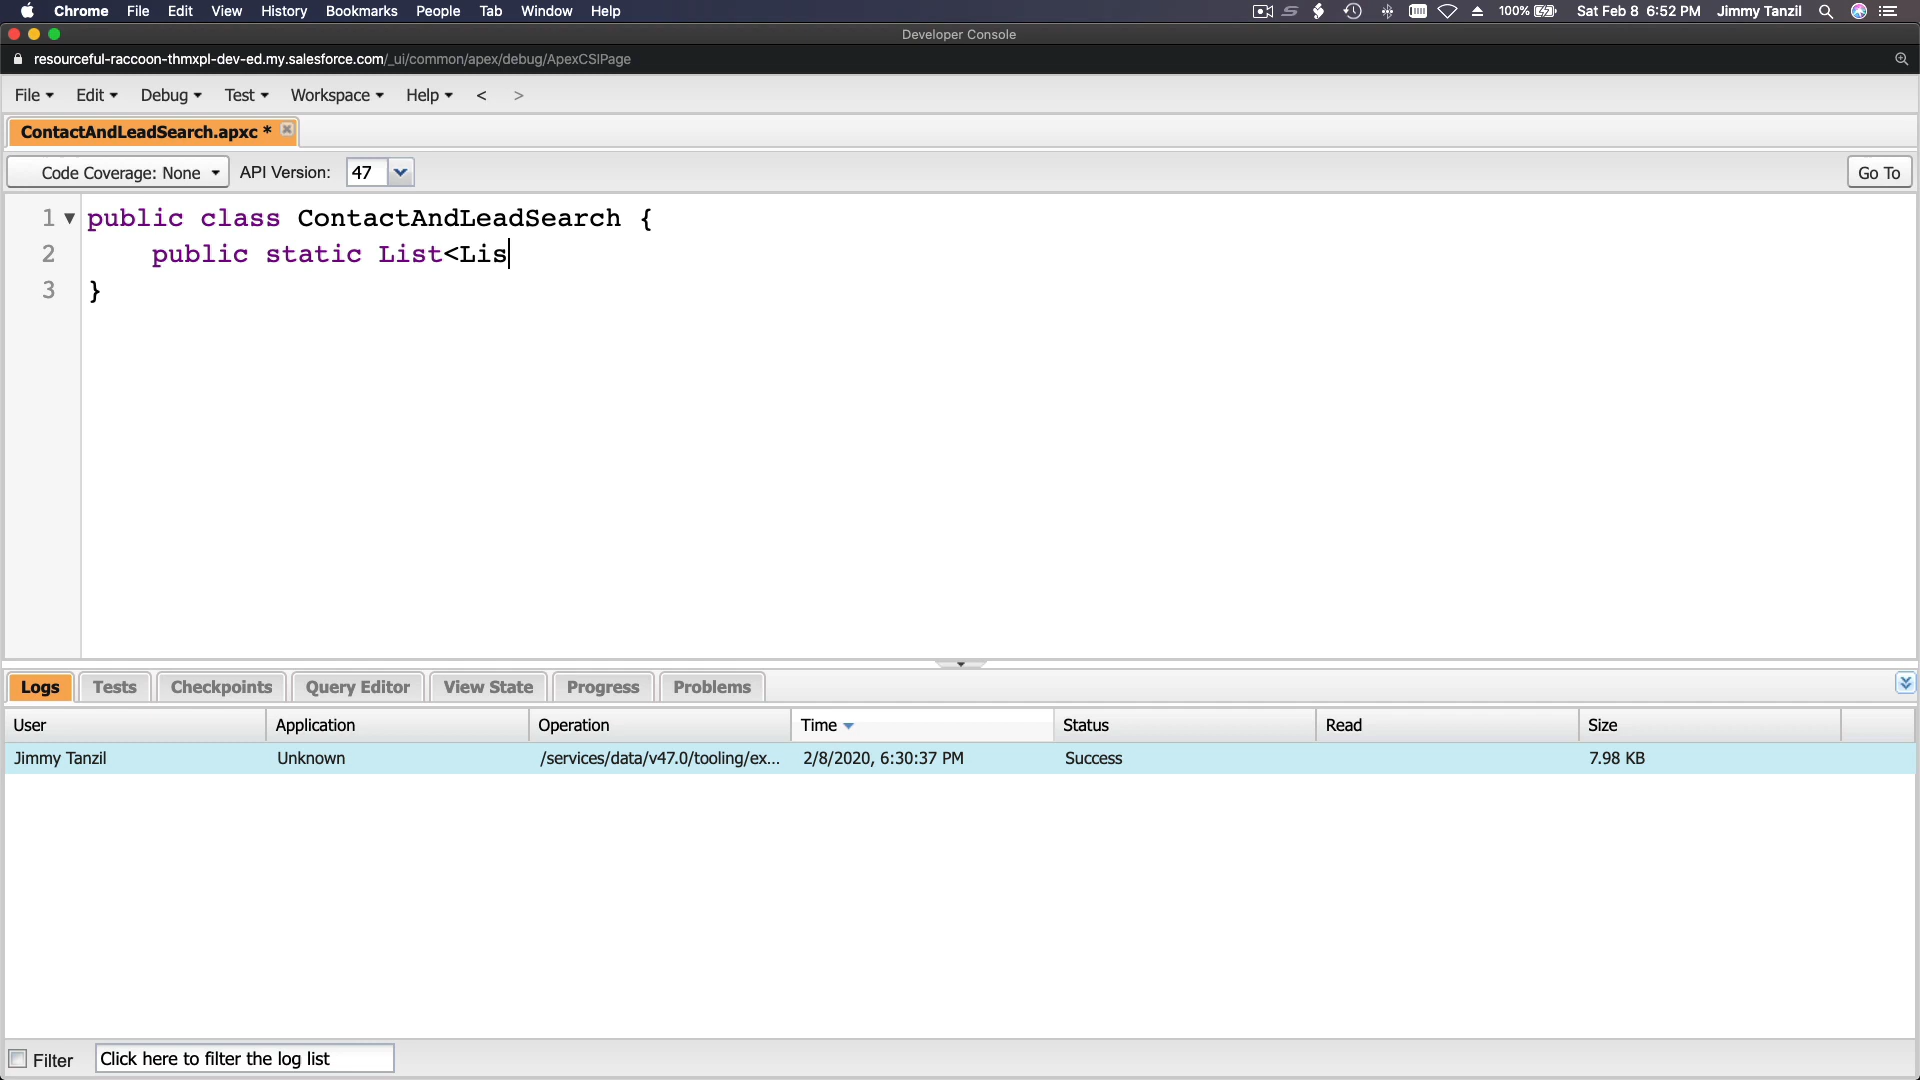 Chrome File Edit View History Bookmarks People Tab Window Help 100% Sat Feb 8 6:52 PM Jimmy Tanzil
Developer Console
resourceful-raccoon-thmxpl-dev-ed.my.salesforce.com/_ui/common/apex/debug/ApexCSIPage
File Edit Debug Test Workspace Help < >
ContactAndLeadSearch.apxc *
Code Coverage: None API Version: 47 Go To
1 public class ContactAndLeadSearch {
2 public static List<Lis
3 }
Logs Tests Checkpoints Query Editor View State Progress Problems
User Application Operation Time Status Read Size
Jimmy Tanzil Unknown /services/data/v47.0/tooling/ex... 2/8/2020, 6:30:37 PM Success 7.98 KB
Filter Click here to filter the log list